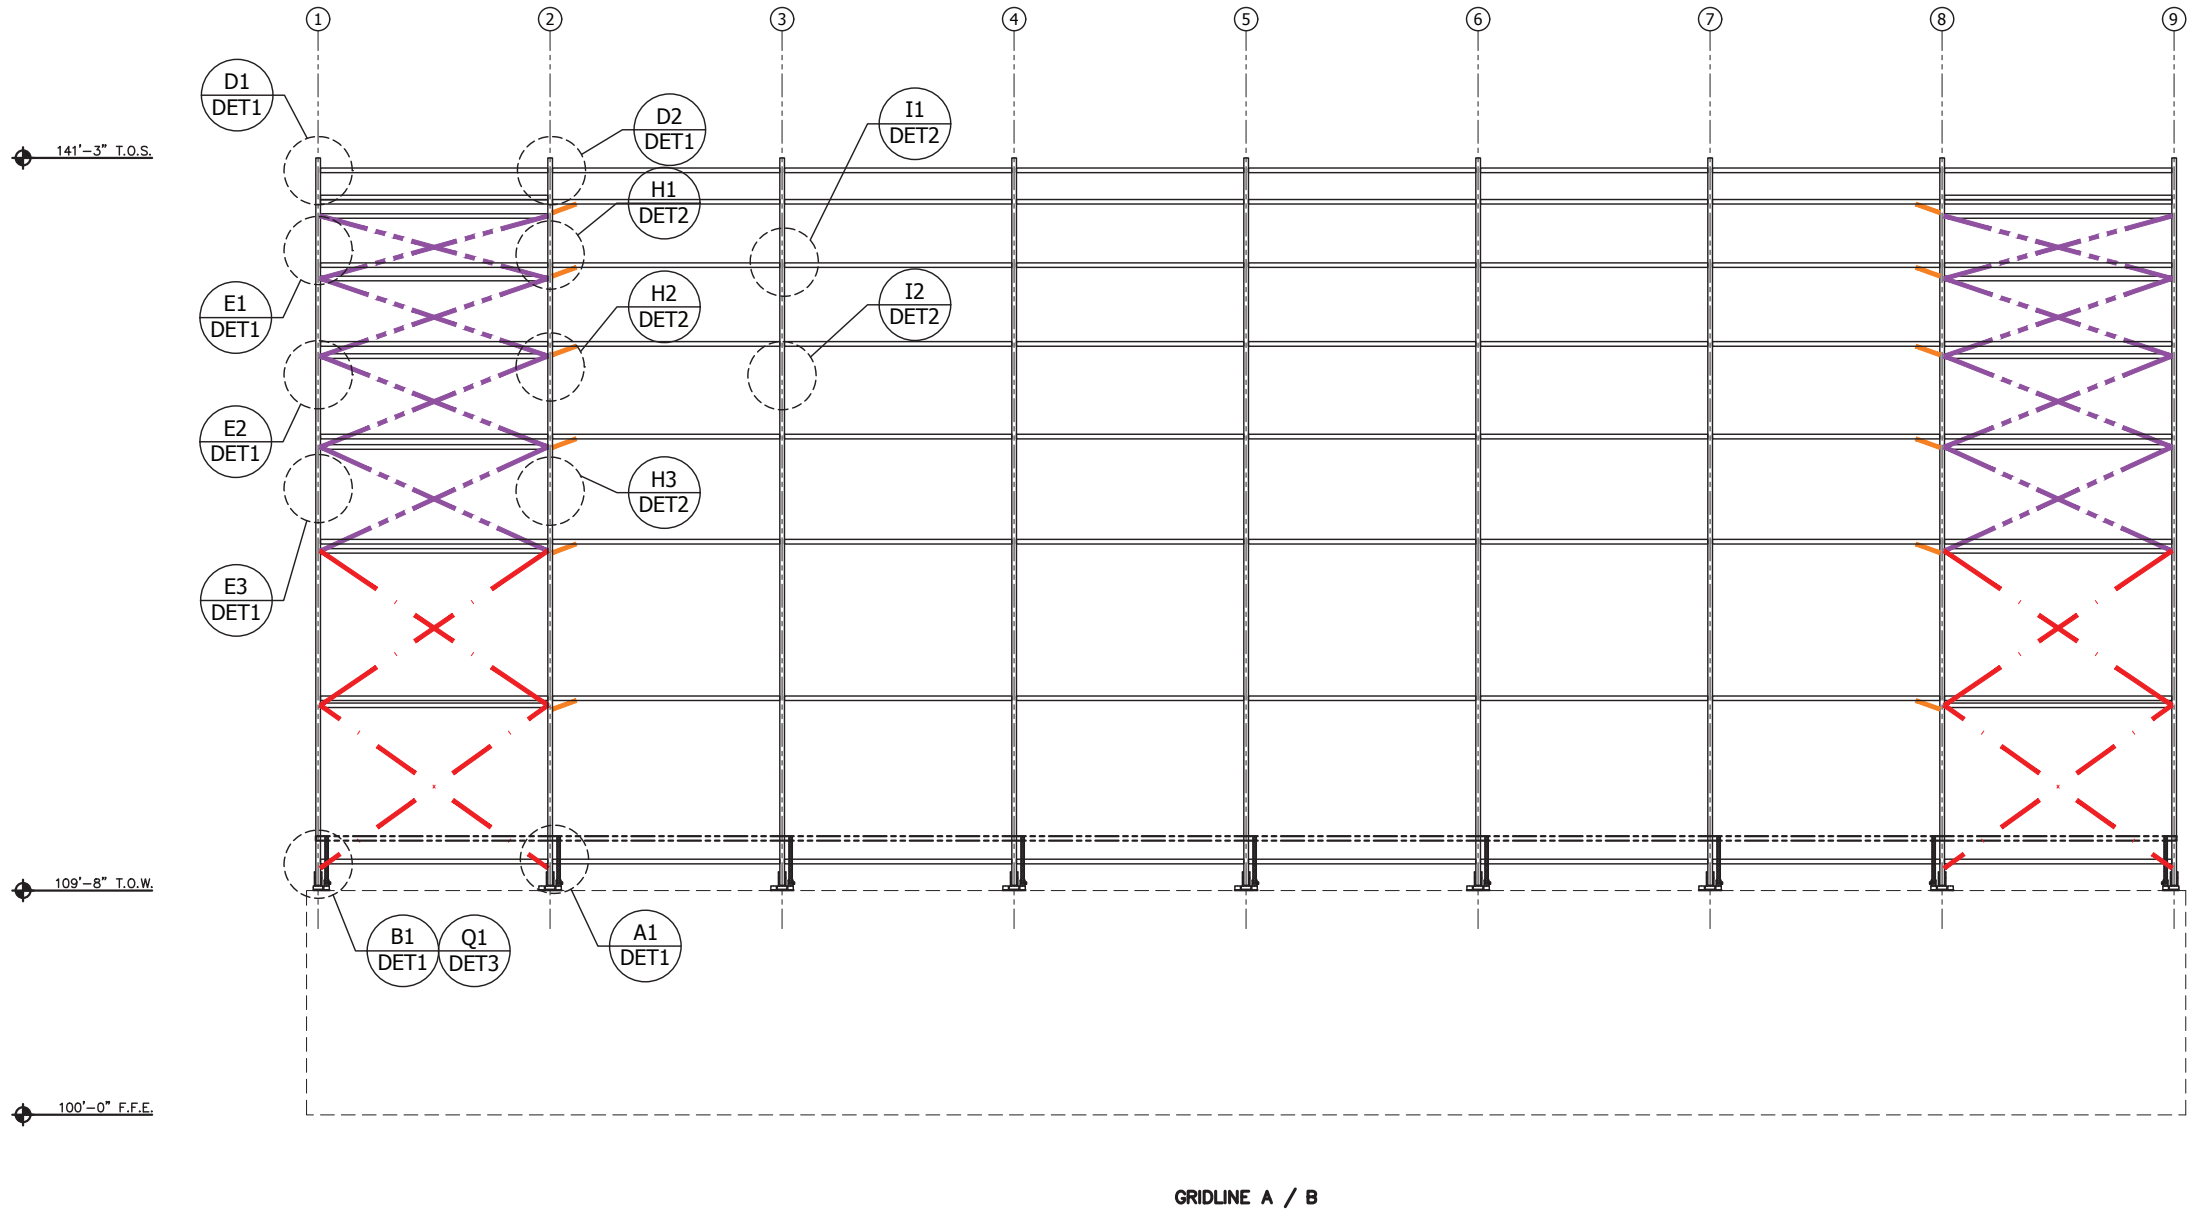 1 2 3 4 5 6 7 8 9
D1
DET1
D2
DET1
I1
DET2
141'-3" T.O.S.
H1
DET2
E1
DET1
H2
DET2
I2
DET2
E2
DET1
H3
DET2
E3
DET1
109'-8" T.O.W.
B1
DET1
Q1
DET3
A1
DET1
100'-0" F.F.E.
GRIDLINE A / B